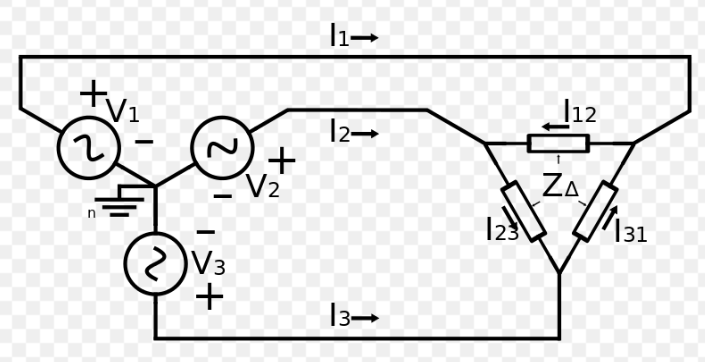 I1
+
V1
-
I12
I2
+
-
V2
ZΔ
n
-
V3
+
I23
I31
I3